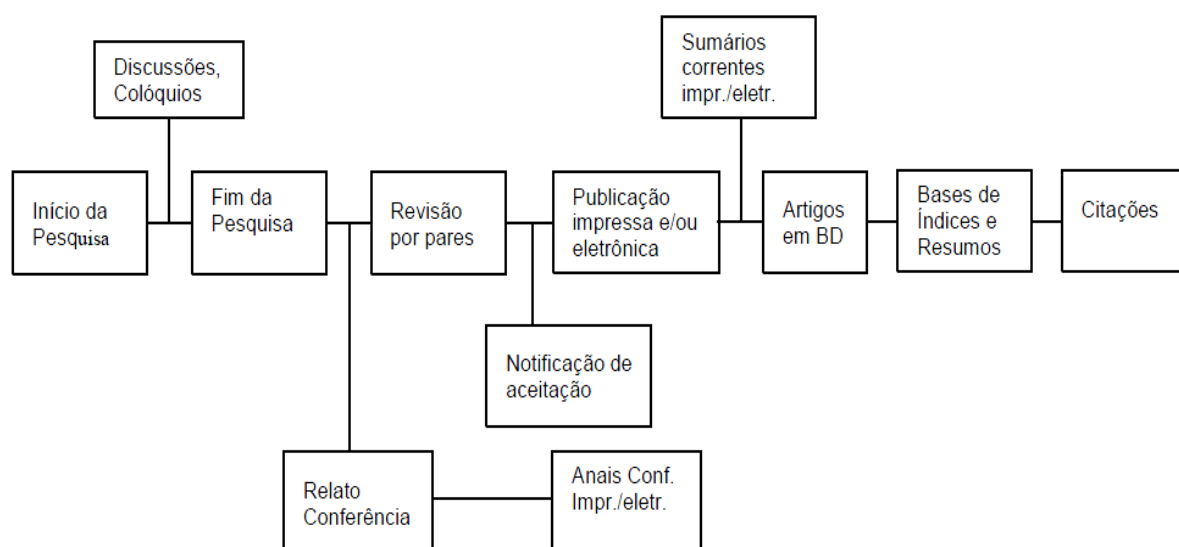 Discussões,
Colóquios
Sumários
correntes
impr./eletr.
Início da
Pesquisa
Fim da
Pesquisa
Revisão
por pares
Publicação
impressa e/ou
eletrônica
Artigos
em BD
Bases de
Índices e
Resumos
Citações
Notificação de
aceitação
Relato
Conferência
Anais Conf.
Impr./eletr.